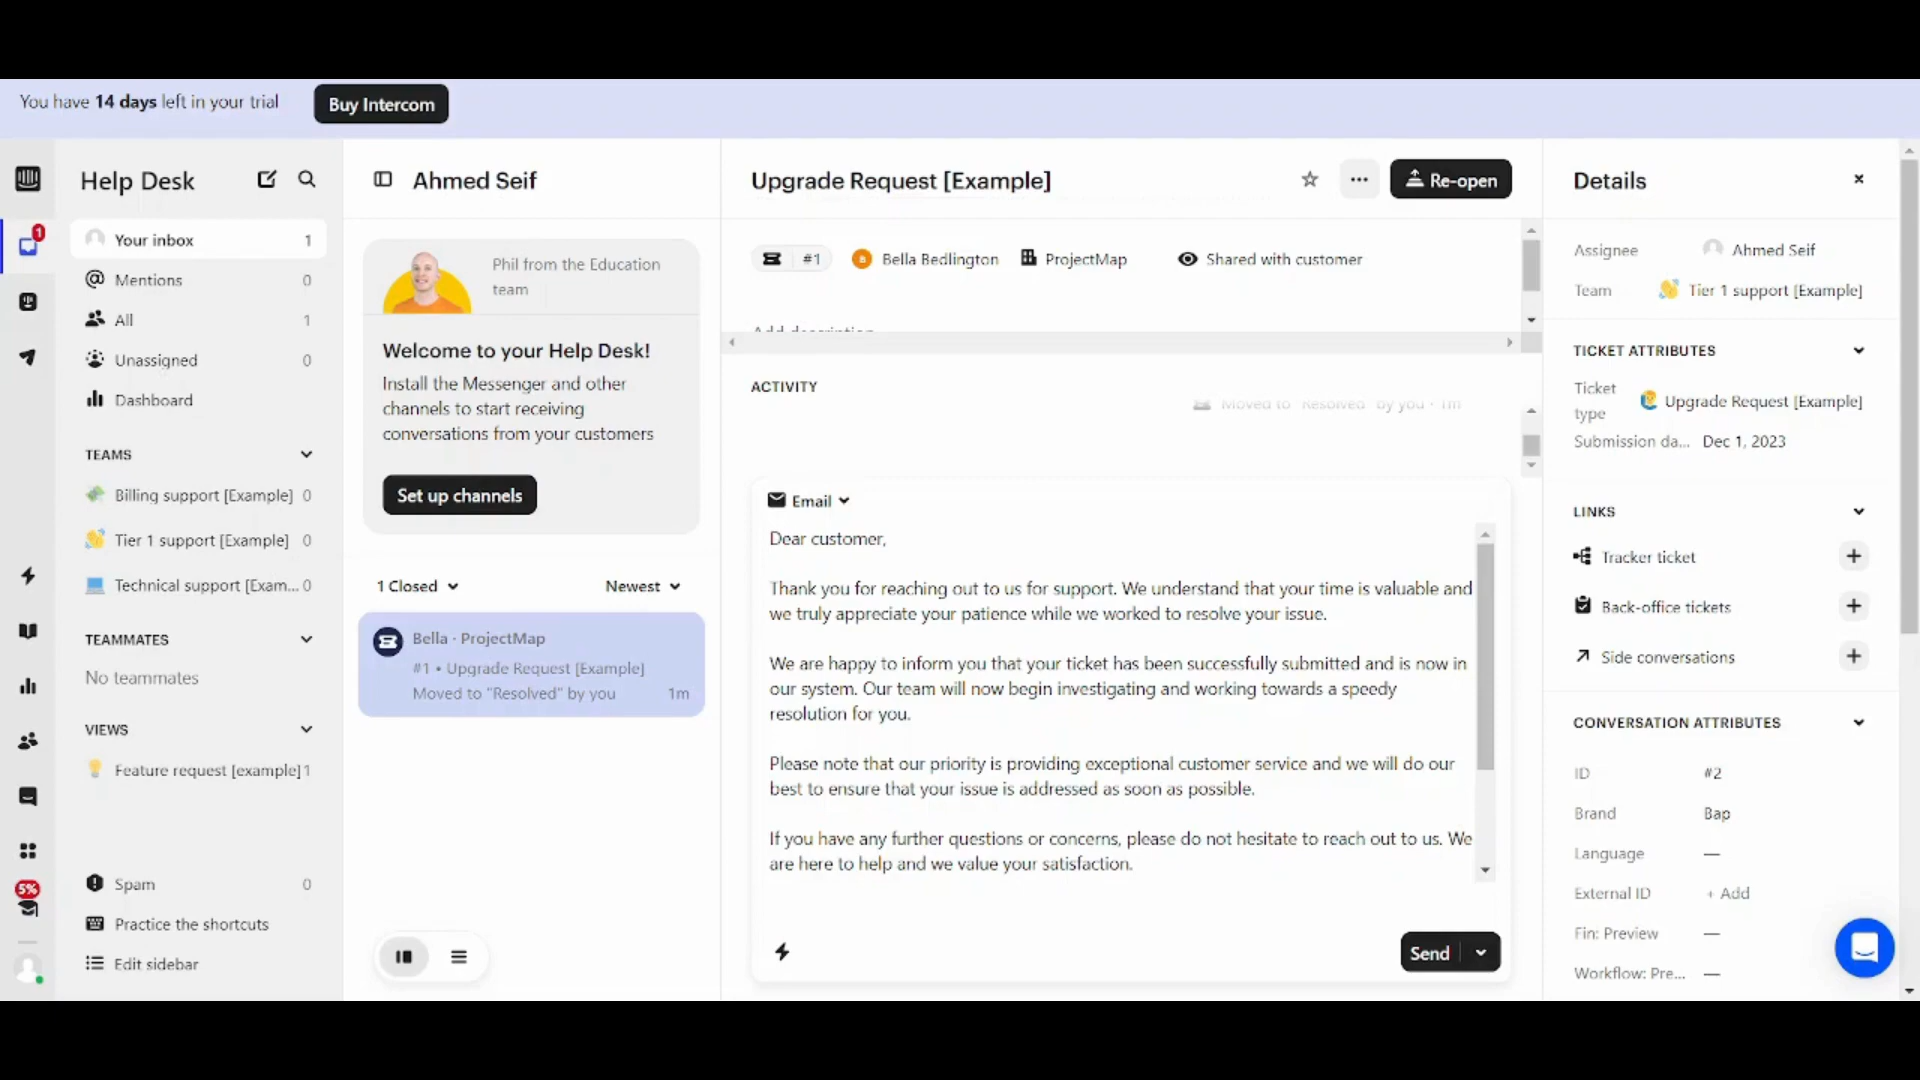 You have 14 days left in your trial
Buy Intercom
Help Desk
1
Your inbox 1
Mentions 0
All 1
Unassigned 0
Dashboard
TEAMS
Billing support [Example] 0
Tier 1 support [Example] 0
Technical support [Exam... 0
TEAMMATES
No teammates
VIEWS
Feature request [example] 1
5%
Spam 0
Practice the shortcuts
Edit sidebar
Ahmed Seif
Phil from the Education
team
Welcome to your Help Desk!
Install the Messenger and other
channels to start receiving
conversations from your customers
Set up channels
1 Closed
Newest
Bella · ProjectMap
#1 • Upgrade Request [Example]
Moved to "Resolved" by you 1m
Upgrade Request [Example]
Re-open
#1
B Bella Bedlington
ProjectMap
Shared with customer
Add description
ACTIVITY
Moved to "Resolved" by you · 1m
Email
Dear customer,
Thank you for reaching out to us for support. We understand that your time is valuable and
we truly appreciate your patience while we worked to resolve your issue.
We are happy to inform you that your ticket has been successfully submitted and is now in
our system. Our team will now begin investigating and working towards a speedy
resolution for you.
Please note that our priority is providing exceptional customer service and we will do our
best to ensure that your issue is addressed as soon as possible.
If you have any further questions or concerns, please do not hesitate to reach out to us. We
are here to help and we value your satisfaction.
Send
Details
Assignee Ahmed Seif
Team Tier 1 support [Example]
TICKET ATTRIBUTES
Ticket
type Upgrade Request [Example]
Submission da... Dec 1, 2023
LINKS
Tracker ticket
Back-office tickets
Side conversations
CONVERSATION ATTRIBUTES
ID #2
Brand Bap
Language —
External ID + Add
Fin: Preview —
Workflow: Pre... —